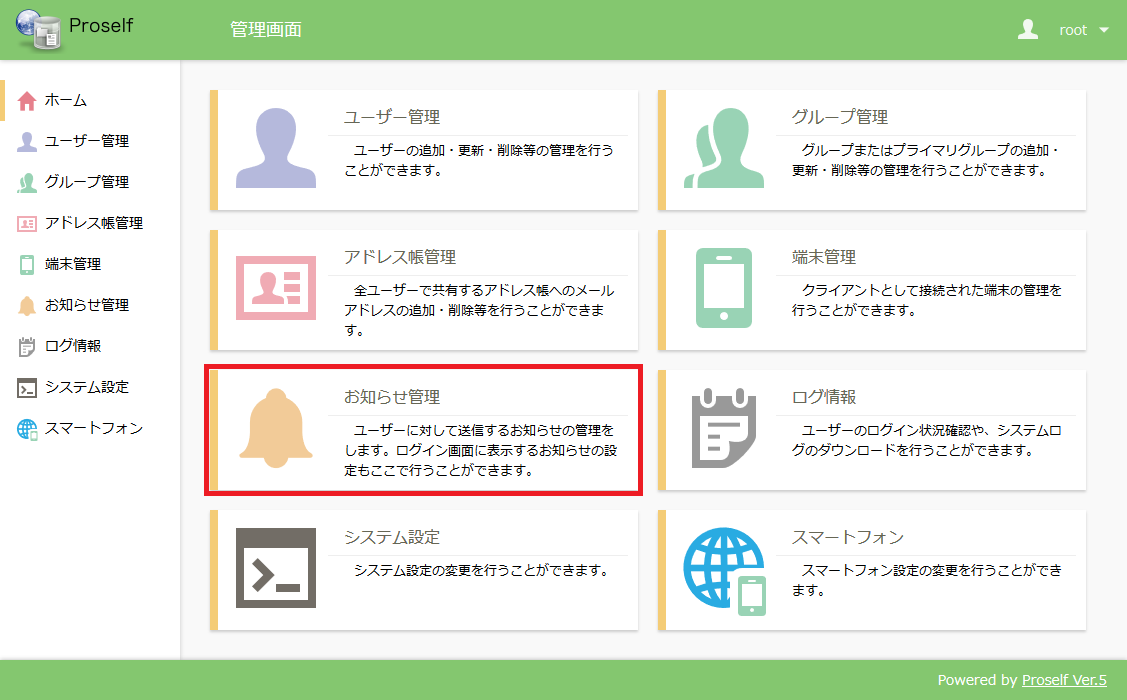 Proself
管理画面
root
ホーム
ユーザー管理
グループ管理
アドレス帳管理
端末管理
お知らせ管理
ログ情報
システム設定
スマートフォン
ユーザー管理
ユーザーの追加・更新・削除等の管理を行う
ことができます。
グループ管理
グループまたはプライマリグループの追加・
更新・削除等の管理を行うことができます。
アドレス帳管理
全ユーザーで共有するアドレス帳へのメール
アドレスの追加・削除等を行うことができま
す。
端末管理
クライアントとして接続された端末の管理を
行うことができます。
お知らせ管理
ユーザーに対して送信するお知らせの管理を
します。ログイン画面に表示するお知らせの設
定もここで行うことができます。
ログ情報
ユーザーのログイン状況確認や、システムロ
グのダウンロードを行うことができます。
システム設定
システム設定の変更を行うことができます。
スマートフォン
スマートフォン設定の変更を行うことができ
ます。
Powered by Proself Ver.5